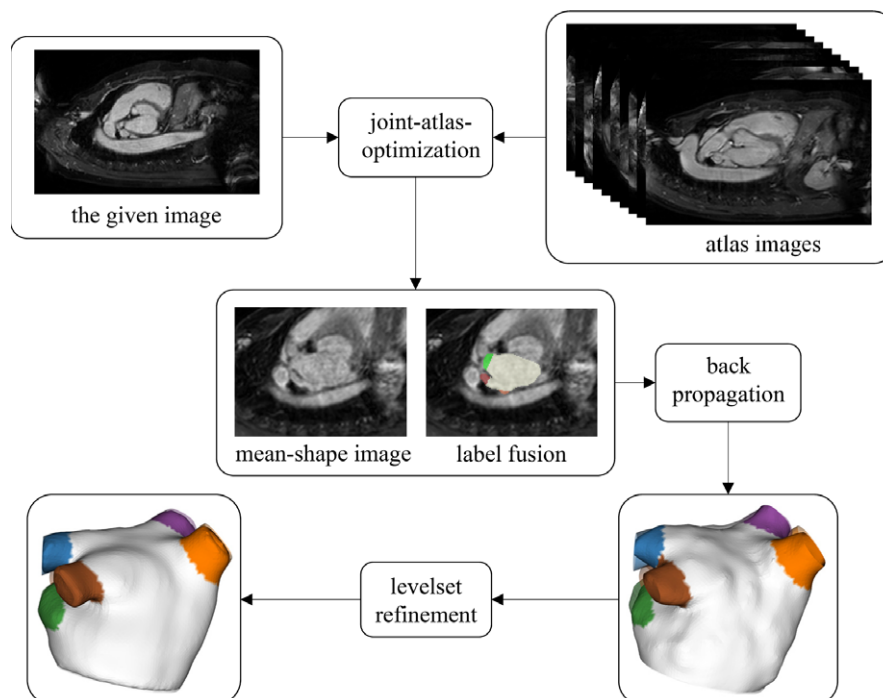 the given image
joint-atlas-
optimization
atlas images
mean-shape image
label fusion
back
propagation
levelset
refinement